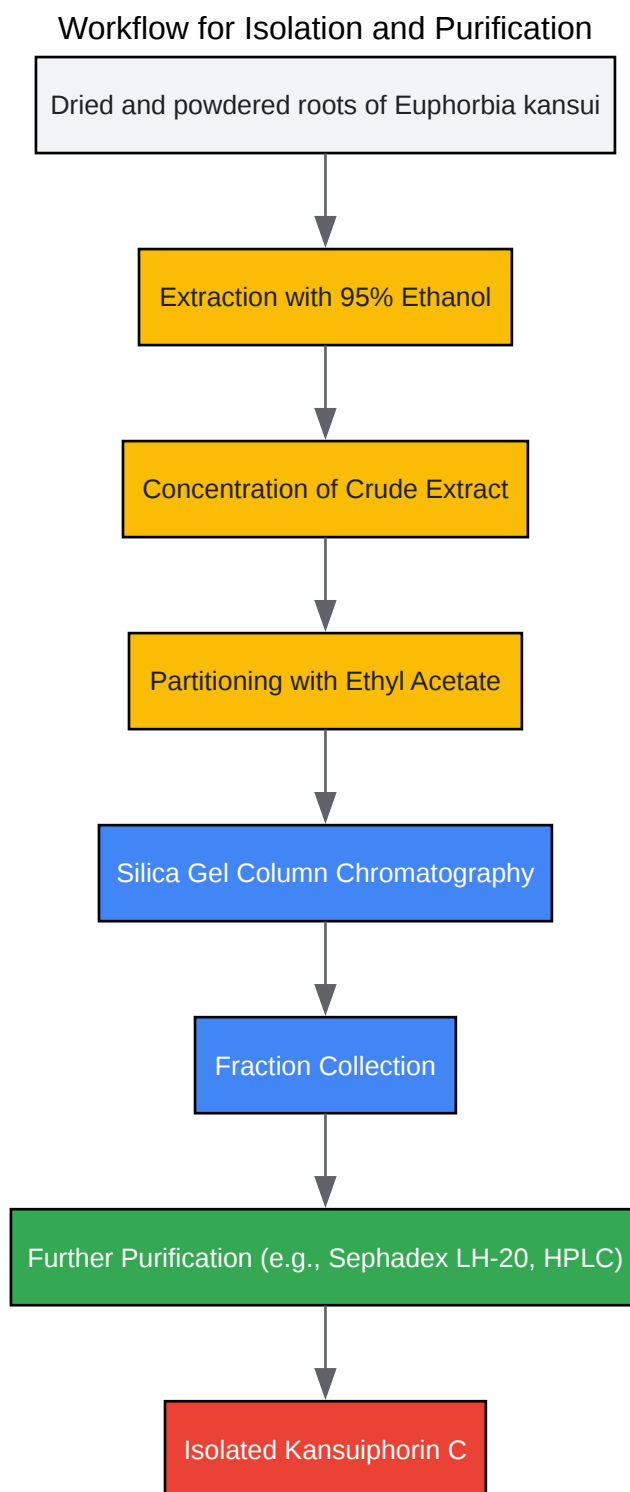 Workflow for Isolation and Purification
Dried and powdered roots of Euphorbia kansui
Extraction with 95% Ethanol
Concentration of Crude Extract
Partitioning with Ethyl Acetate
Silica Gel Column Chromatography
Fraction Collection
Further Purification (e.g., Sephadex LH-20, HPLC)
Isolated Kansuiphorin C